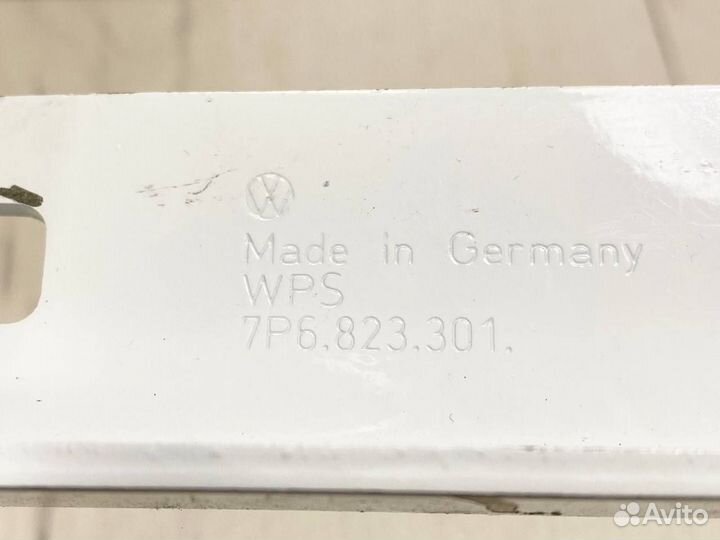 Made in Germany
WPS
7P6.823.301.
Avito